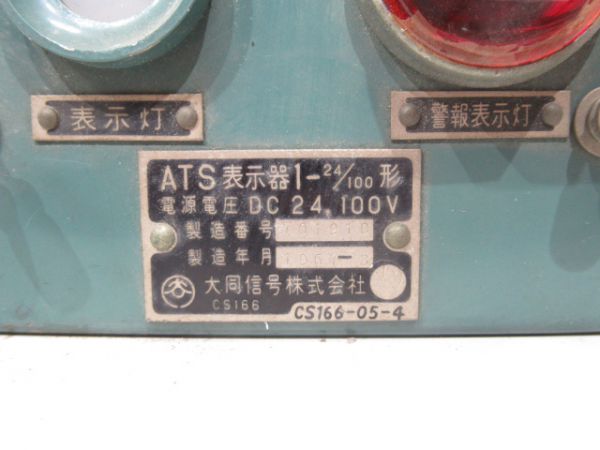 表示灯
警報表示灯
ATS表示器1-24/100形
電源電圧 DC 24, 100V
製造番号
製造年月
大同信号株式会社
CS166
CS166-05-4